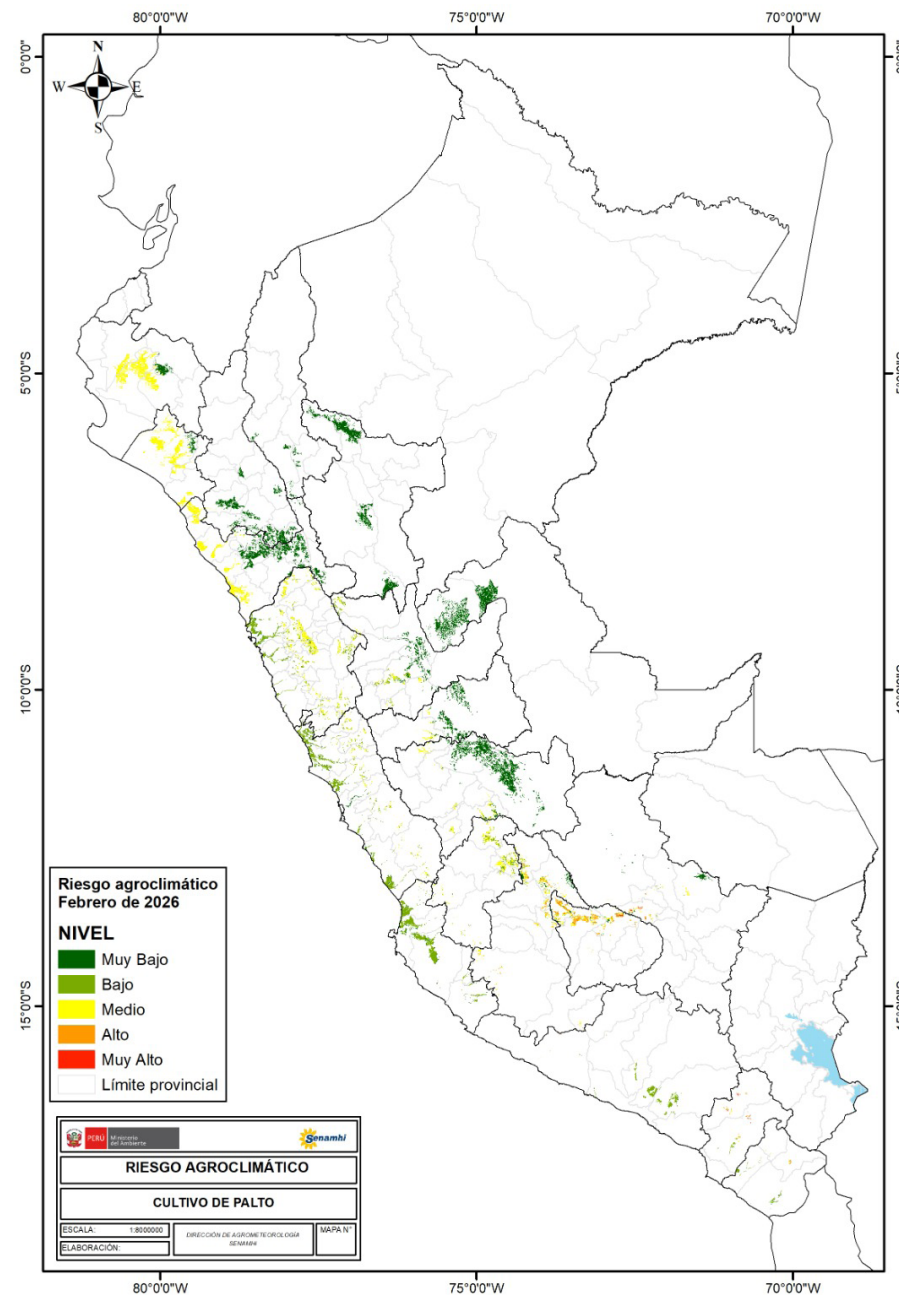 80°0'0"W 75°0'0"W 70°0'0"W
0°0'0"
N
W E
S
5°0'0"S
10°0'0"S
15°0'0"S
Riesgo agroclimático
Febrero de 2026
NIVEL
Muy Bajo
Bajo
Medio
Alto
Muy Alto
Límite provincial
PERÚ
Ministerio
del Ambiente
Senamhi
RIESGO AGROCLIMÁTICO
CULTIVO DE PALTO
ESCALA: 1:8000000
DIRECCIÓN DE AGROMETEOROLOGÍA
SENAMHI
MAPA N°
ELABORACIÓN:
80°0'0"W 75°0'0"W 70°0'0"W